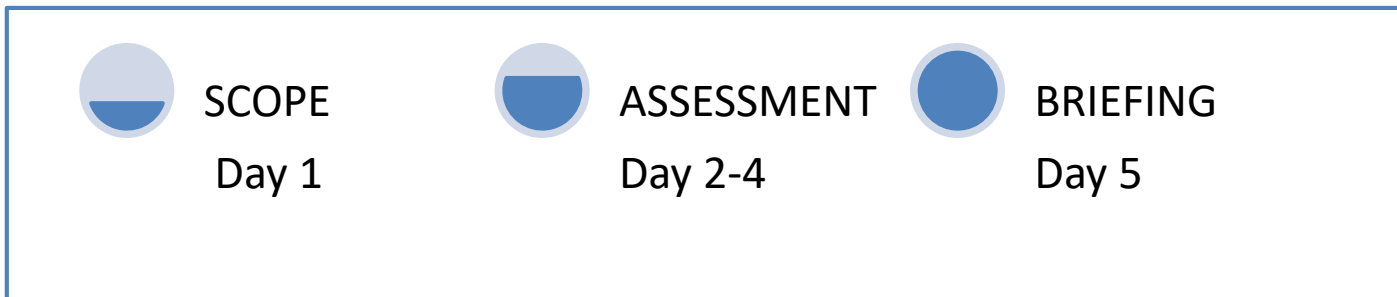 SCOPE
Day 1
ASSESSMENT
Day 2-4
BRIEFING
Day 5